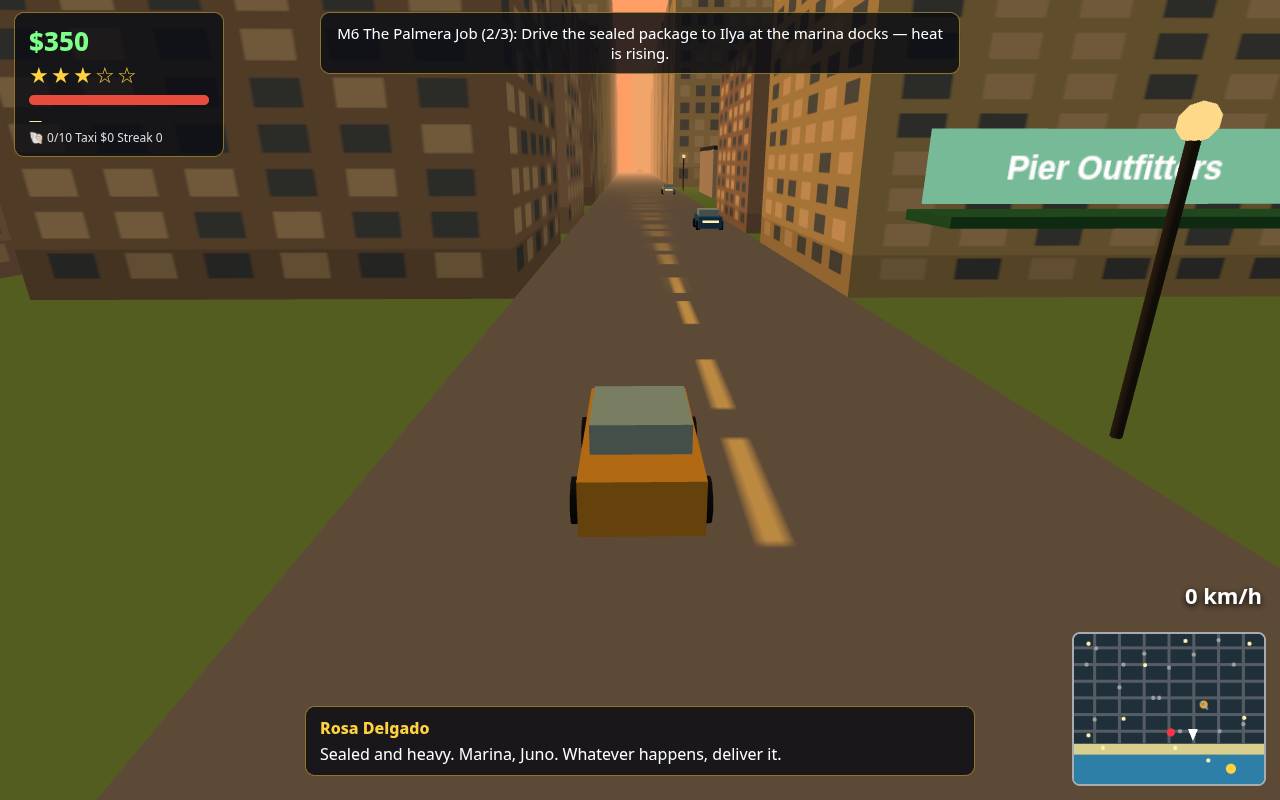 $350
★★★☆☆
—
🐚 0/10 Taxi $0 Streak 0
M6 The Palmera Job (2/3): Drive the sealed package to Ilya at the marina docks — heat
is rising.
Pier Outfitters
0 km/h
Rosa Delgado
Sealed and heavy. Marina, Juno. Whatever happens, deliver it.